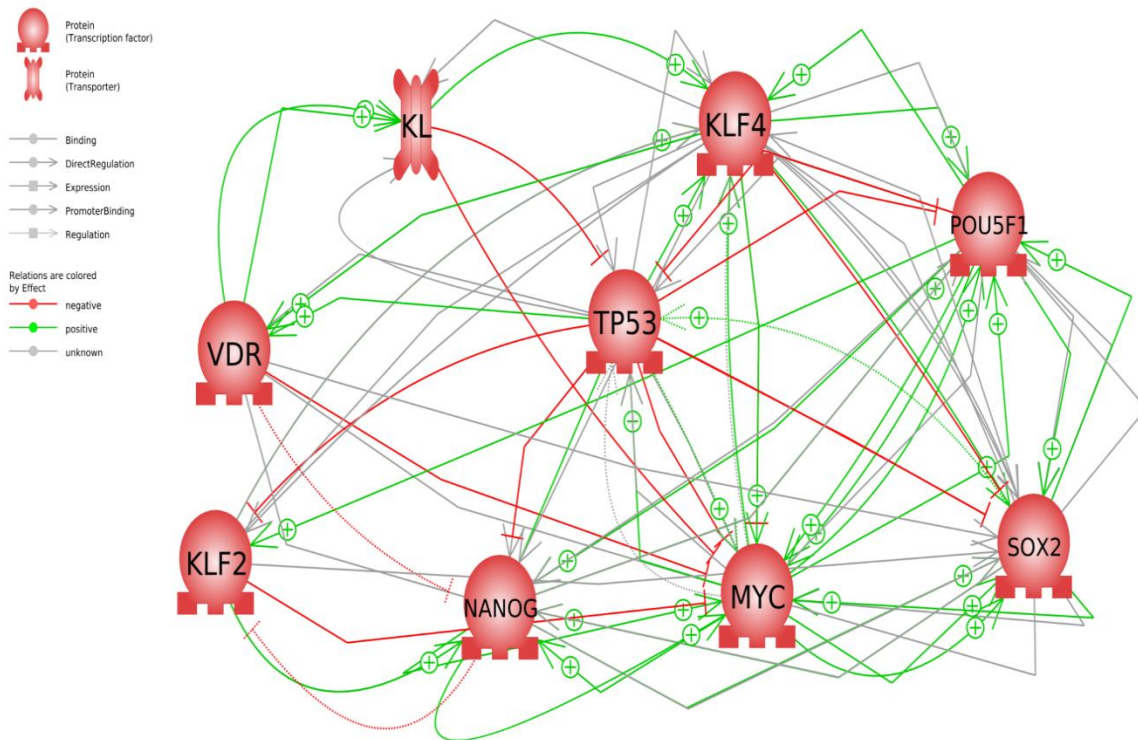 Protein
(Transcription factor)
Protein
(Transporter)
Binding
DirectRegulation
Expression
PromoterBinding
Regulation
Relations are colored
by Effect
negative
positive
unknown
KL
KLF4
POU5F1
TP53
VDR
KLF2
NANOG
MYC
SOX2